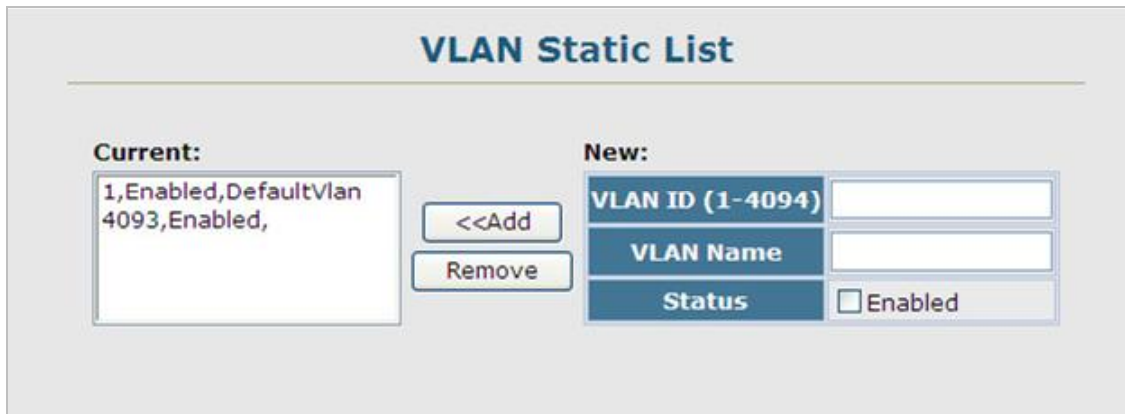 VLAN Static List
Current:
1,Enabled,DefaultVlan
4093,Enabled,
<<Add
Remove
New:
VLAN ID (1-4094)
VLAN Name
Status
Enabled